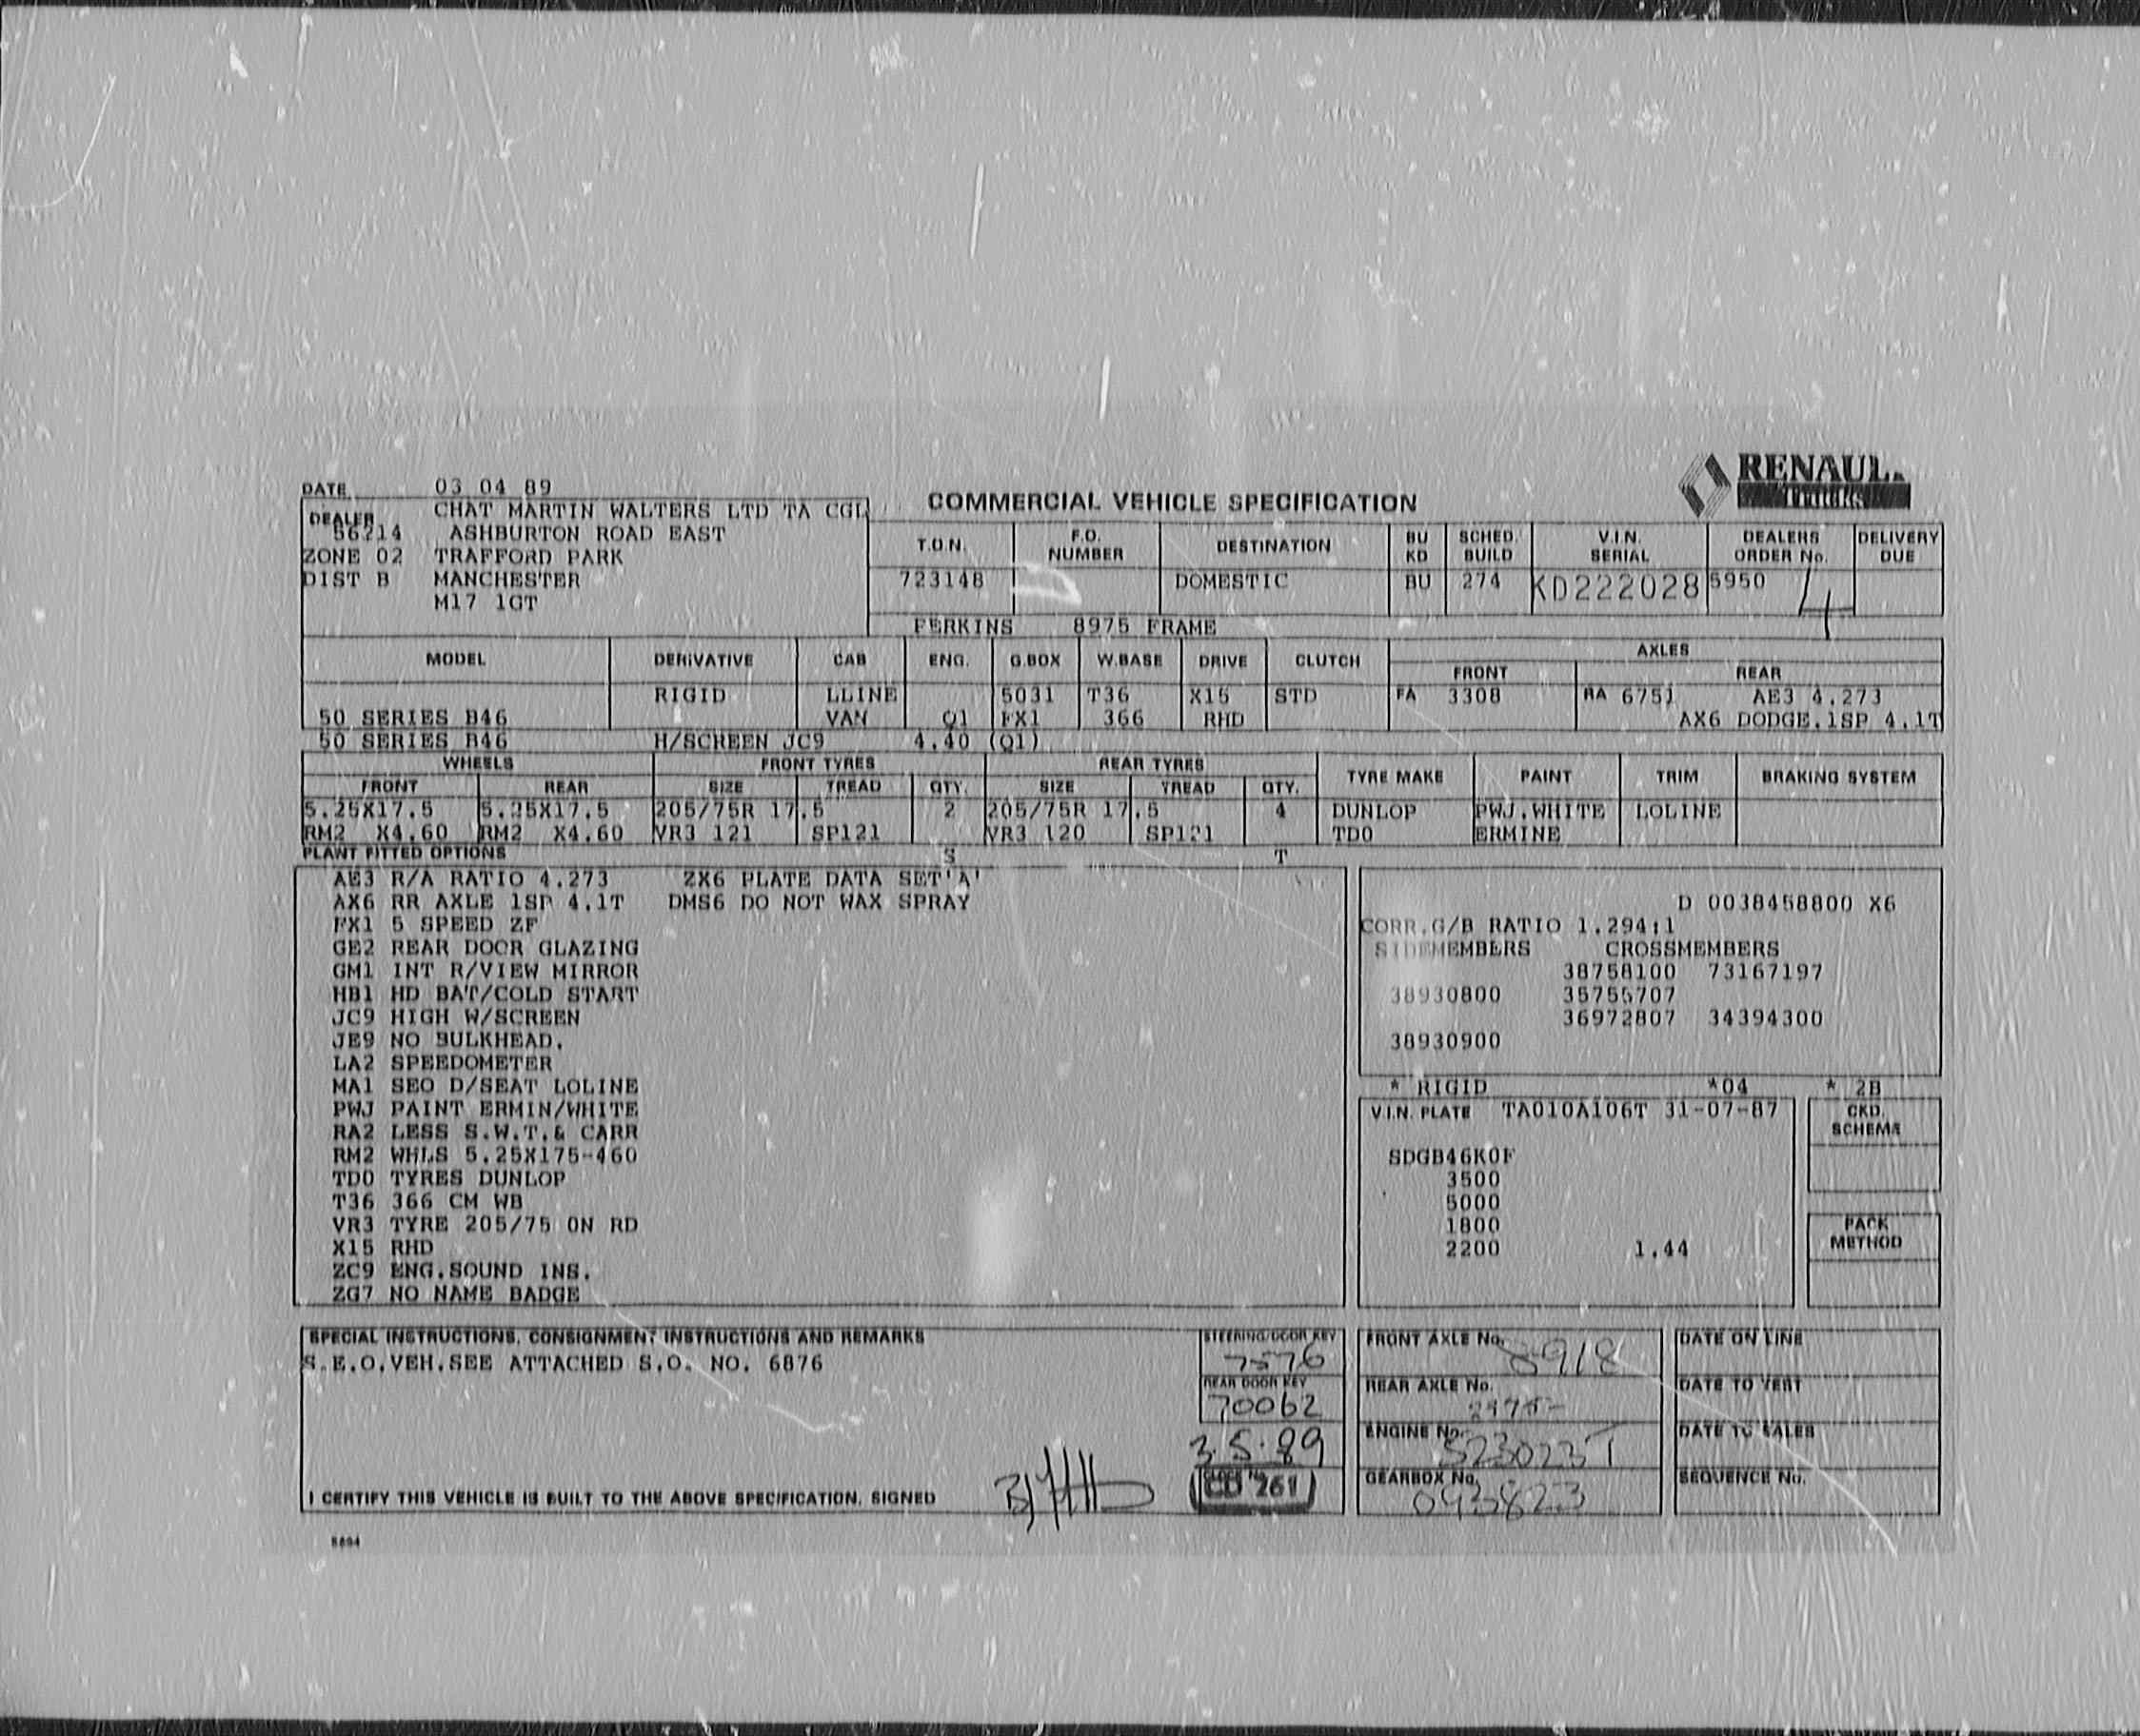 DATE 03 04 89
RENAUL
Trucks
COMMERCIAL VEHICLE SPECIFICATION
DEALER CHAT MARTIN WALTERS LTD TA CGL
56214 ASHBURTON ROAD EAST
ZONE 02 TRAFFORD PARK
DIST B MANCHESTER
M17 1GT
T.O.N. F.O. NUMBER DESTINATION BU KD SCHED. BUILD V.I.N. SERIAL DEALERS ORDER No. DELIVERY DUE
723148 DOMESTIC BU 274 KD222028 5950 4
PERKINS 8975 FRAME
MODEL DERIVATIVE CAB ENG. G.BOX W.BASE DRIVE CLUTCH AXLES
FRONT REAR
RIGID LLINE 5031 T36 X15 STD FA 3308 RA 6751 AE3 4.273
50 SERIES B46 VAN Q1 FX1 366 RHD AX6 DODGE.1SP 4.1T
50 SERIES B46 H/SCREEN JC9 4.40 (Q1)
WHEELS FRONT TYRES REAR TYRES TYRE MAKE PAINT TRIM BRAKING SYSTEM
FRONT REAR SIZE TREAD QTY. SIZE TREAD QTY.
5.25X17.5 5.25X17.5 205/75R 17.5 2 205/75R 17.5 4 DUNLOP PWJ.WHITE LOLINE
RM2 X4.60 RM2 X4.60 VR3 121 SP121 VR3 120 SP121 TD0 ERMINE
PLANT FITTED OPTIONS S T
AE3 R/A RATIO 4.273 ZX6 PLATE DATA SET'A'
AX6 RR AXLE 1SP 4.1T DMS6 DO NOT WAX SPRAY
FX1 5 SPEED ZF
GE2 REAR DOOR GLAZING
GM1 INT R/VIEW MIRROR
HB1 HD BAT/COLD START
JC9 HIGH W/SCREEN
JE9 NO BULKHEAD.
LA2 SPEEDOMETER
MA1 SEO D/SEAT LOLINE
PWJ PAINT ERMIN/WHITE
RA2 LESS S.W.T.& CARR
RM2 WHLS 5.25X175-460
TD0 TYRES DUNLOP
T36 366 CM WB
VR3 TYRE 205/75 ON RD
X15 RHD
ZC9 ENG.SOUND INS.
ZG7 NO NAME BADGE
D 0038458800 X6
CORR.G/B RATIO 1.294:1
SIDEMEMBERS CROSSMEMBERS
38758100 73167197
38930800 35755707
36972807 34394300
38930900
* RIGID *04 * 2B
V.I.N. PLATE TA010A106T 31-07-87
SDGB46K0F
3500
5000
1800
2200 1.44
CKD. SCHEMA
PACK METHOD
SPECIAL INSTRUCTIONS, CONSIGNMENT INSTRUCTIONS AND REMARKS
S.E.O.VEH.SEE ATTACHED S.O. NO. 6876
I CERTIFY THIS VEHICLE IS BUILT TO THE ABOVE SPECIFICATION. SIGNED
STEERING/DOOR KEY
7576
REAR DOOR KEY
70062
3.5.89
CD 261
FRONT AXLE No. 8918
REAR AXLE No.
ENGINE No. 523023T
GEARBOX No. 093823
DATE ON LINE
DATE TO VERT
DATE TO SALES
SEQUENCE No.